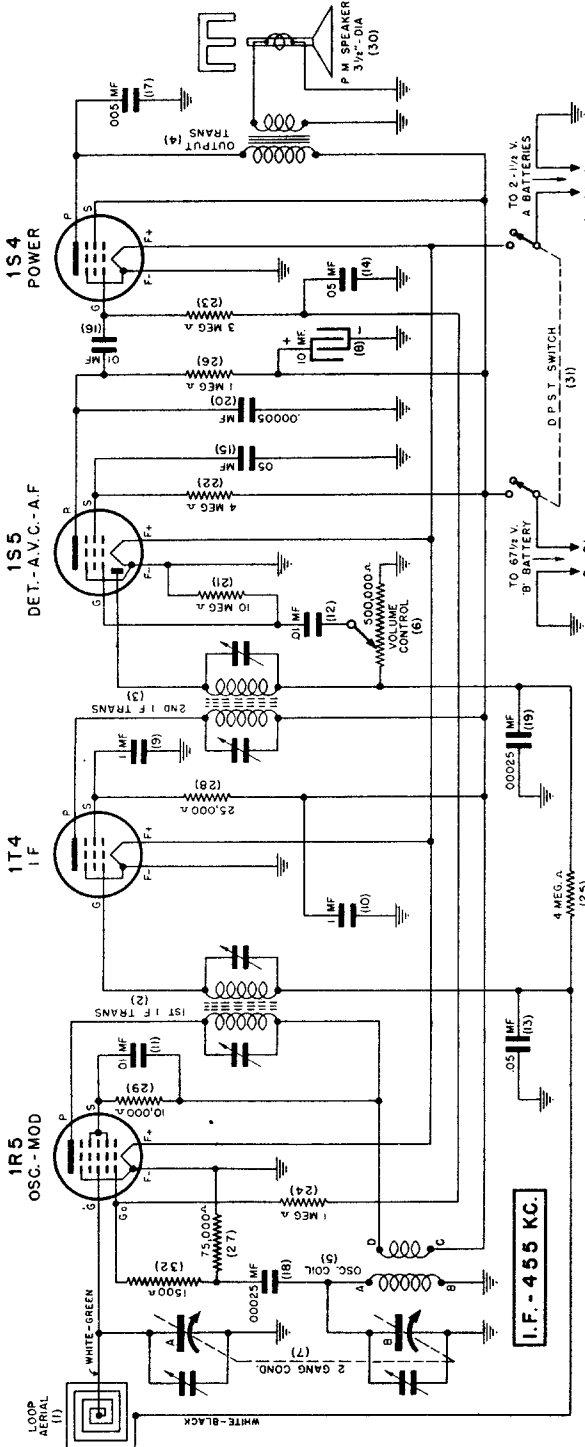 1R5
OSC.-MOD
1T4
I F
1S5
DET.-A.V.C.-A.F
1S4
POWER
LOOP
AERIAL
(1)
WHITE-GREEN
WHITE-BLACK
G
P
S
Gº
F-
F+
10,000Ω
(29)
.01 MF
(11)
1ST I F TRANS
(2)
1500Ω
(32)
75,000Ω
(27)
1 MEG Ω
(24)
.00025 MF
(18)
OSC. COIL
(5)
A
B
C
D
A
B
2 GANG COND.
(7)
I.F.-455 KC.
.05 MF
(13)
G
P
S
F-
F+
.1 MF
(9)
25,000Ω
(28)
.1 MF
(10)
2ND I F TRANS
(3)
4 MEG.Ω
(25)
.00025 MF
(19)
G
P
S
F-
F+
10 MEG Ω
(21)
.01 MF
(12)
500,000Ω
VOLUME
CONTROL
(6)
4 MEG Ω
(22)
.05 MF
(15)
.00005 MF
(20)
1 MEG Ω
(26)
.01 MF
(16)
10 MF.
(8)
+
-
G
P
S
F-
F+
3 MEG Ω
(23)
.05 MF
(14)
.005 MF
(17)
OUTPUT
TRANS (4)
P M SPEAKER
3½"-DIA
(30)
TO 67½ V.
'B' BATTERY
D.P.S.T SWITCH
(31)
TO 2-1½ V.
A BATTERIES